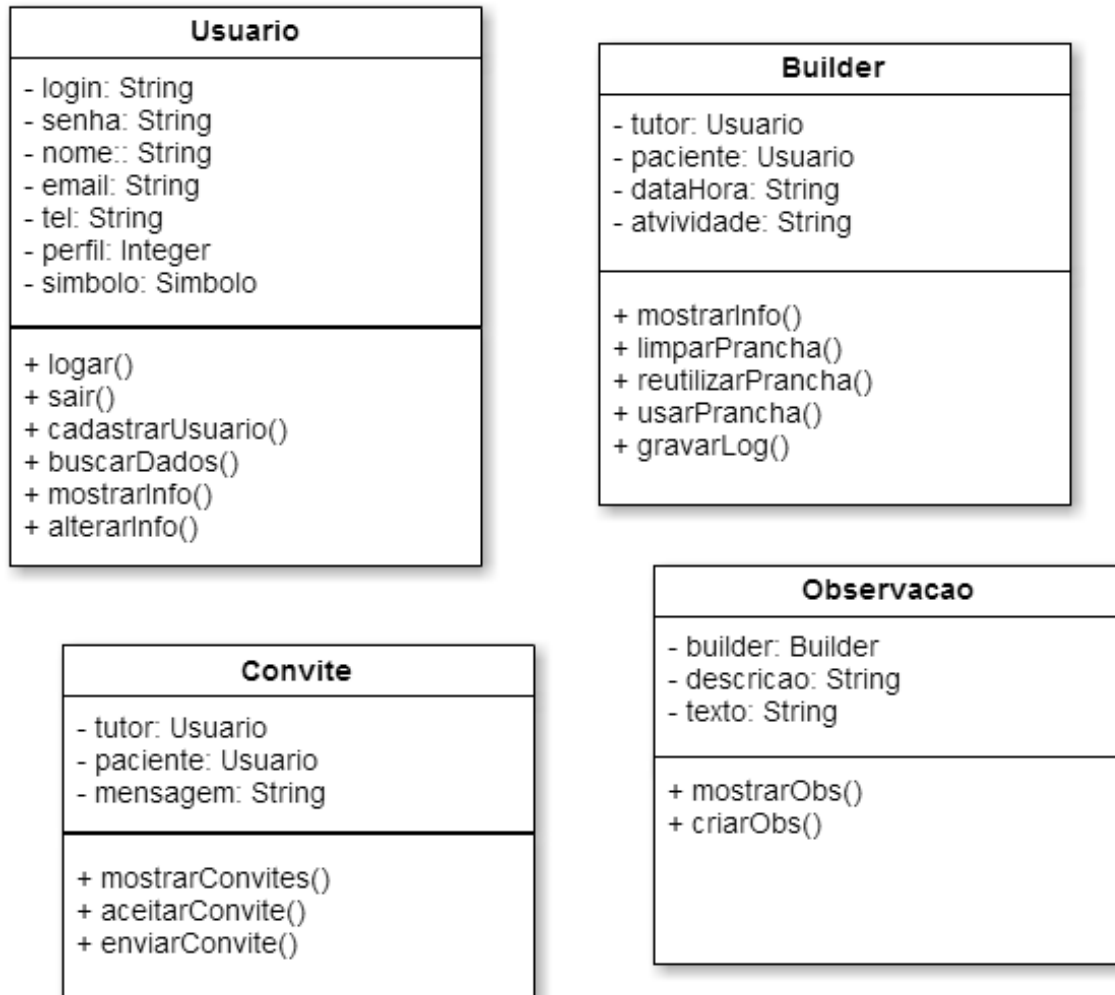 Usuario
- login: String
- senha: String
- nome:: String
- email: String
- tel: String
- perfil: Integer
- simbolo: Simbolo
+ logar()
+ sair()
+ cadastrarUsuario()
+ buscarDados()
+ mostrarInfo()
+ alterarInfo()
Builder
- tutor: Usuario
- paciente: Usuario
- dataHora: String
- atvividade: String
+ mostrarInfo()
+ limparPrancha()
+ reutilizarPrancha()
+ usarPrancha()
+ gravarLog()
Convite
- tutor: Usuario
- paciente: Usuario
- mensagem: String
+ mostrarConvites()
+ aceitarConvite()
+ enviarConvite()
Observacao
- builder: Builder
- descricao: String
- texto: String
+ mostrarObs()
+ criarObs()